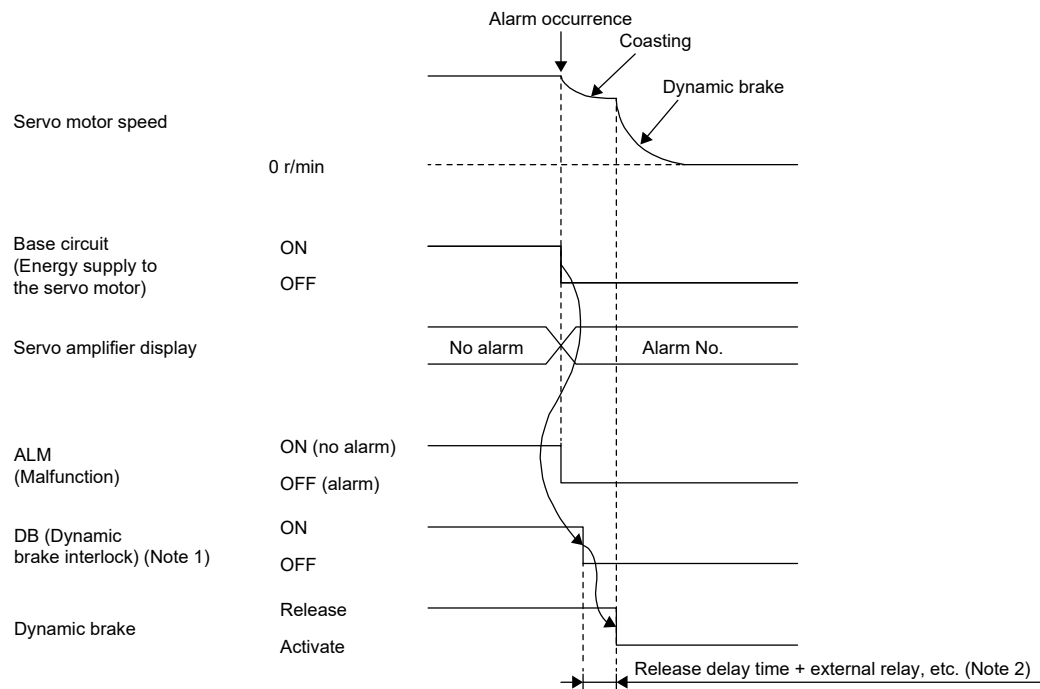 Alarm occurrence
Coasting
Dynamic brake
Servo motor speed
0 r/min
Base circuit
(Energy supply to
the servo motor)
ON
OFF
Servo amplifier display
No alarm
Alarm No.
ALM
(Malfunction)
ON (no alarm)
OFF (alarm)
DB (Dynamic
brake interlock) (Note 1)
ON
OFF
Dynamic brake
Release
Activate
Release delay time + external relay, etc. (Note 2)